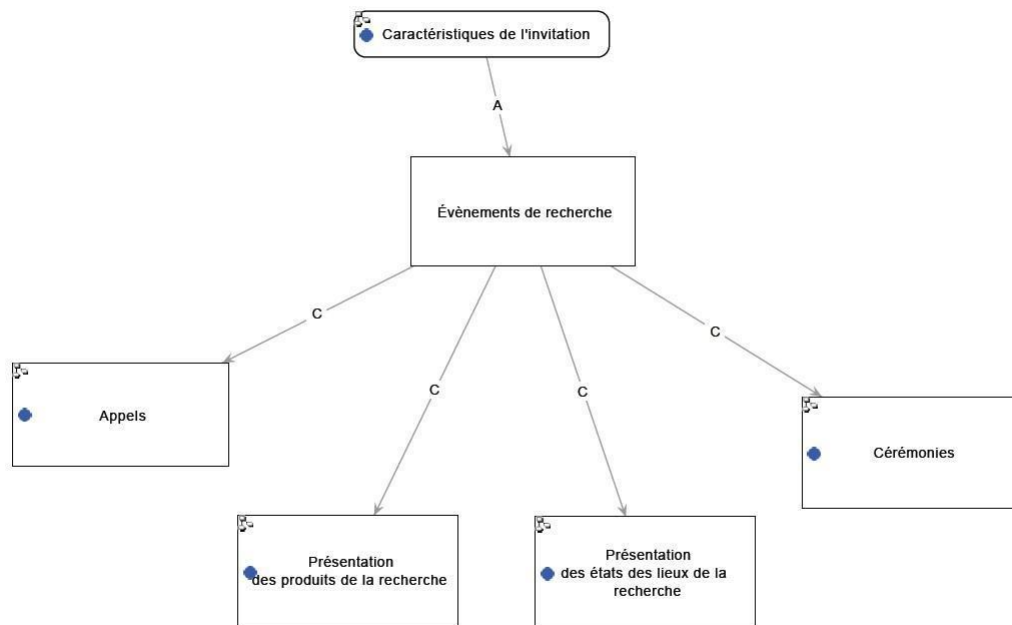 Caractéristiques de l'invitation
A
Évènements de recherche
C
C
C
C
Appels
Cérémonies
Présentation
des produits de la recherche
Présentation
des états des lieux de la
recherche